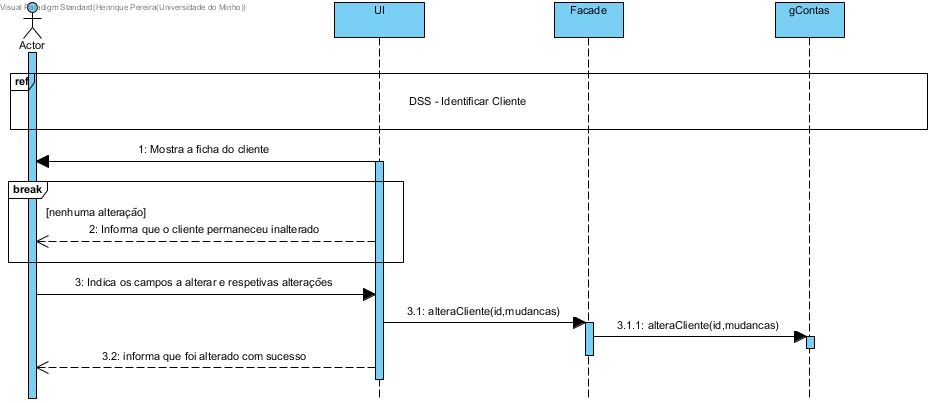 Visual Paradigm Standard(Henrique Pereira(Universidade do Minho))
UI
Facade
gContas
Actor
ref
DSS - Identificar Cliente
1: Mostra a ficha do cliente
break
[nenhuma alteração]
2: Informa que o cliente permaneceu inalterado
3: Indica os campos a alterar e respetivas alterações
3.1: alteraCliente(id,mudancas)
3.1.1: alteraCliente(id,mudancas)
3.2: informa que foi alterado com sucesso